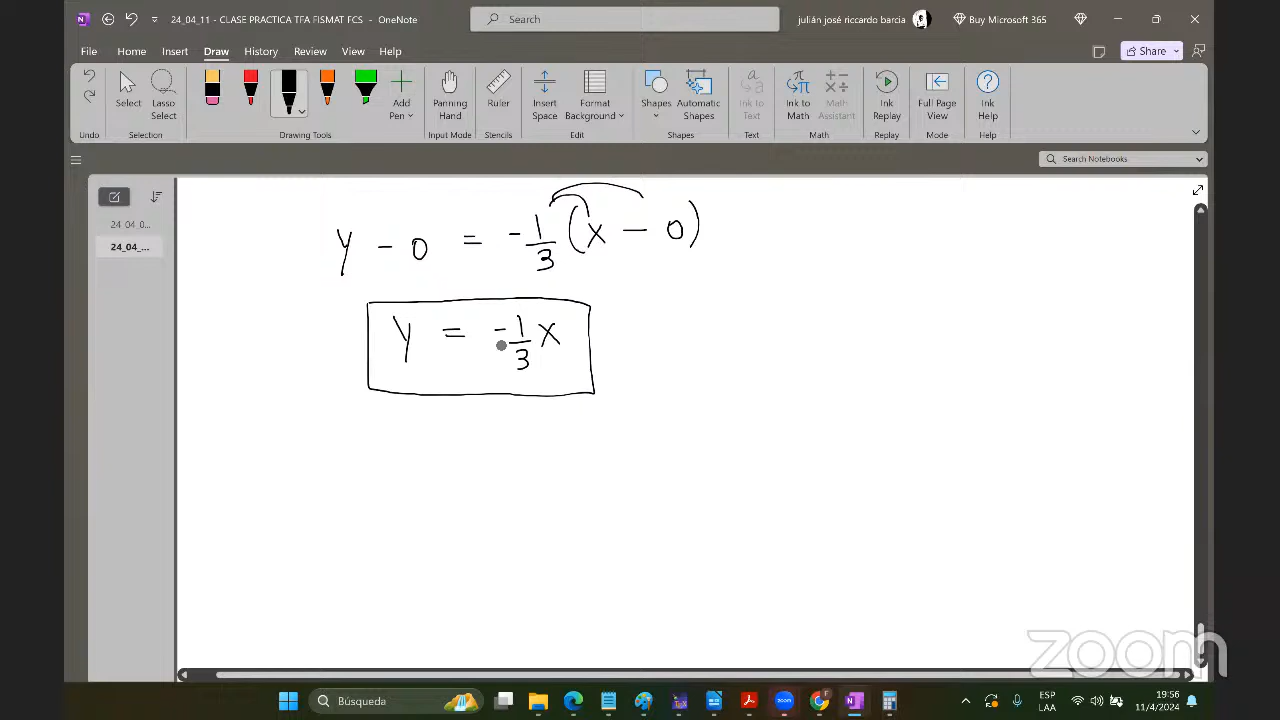 24_04_11 - CLASE PRACTICA TFA FISMAT FCS - OneNote
Search
julián josé riccardo barcia
Buy Microsoft 365
Home Insert Draw History Review View Help
Share
Select
Lasso Select
Add Pen
Panning Hand
Ruler
Insert Space
Format Background
Shapes
Automatic Shapes
Ink to Text
Ink to Math
Math Assistant
Ink Replay
Full Page View
Ink Help
Undo Selection Drawing Tools Input Mode Stencils Edit Shapes Text Math Replay Mode Help
Search Notebooks
24_04_0...
24_04_...
y - 0 = -1/3 (x - 0)
y = -1/3 x
zoom
Búsqueda
ESP
LAA
19:56
11/4/2024